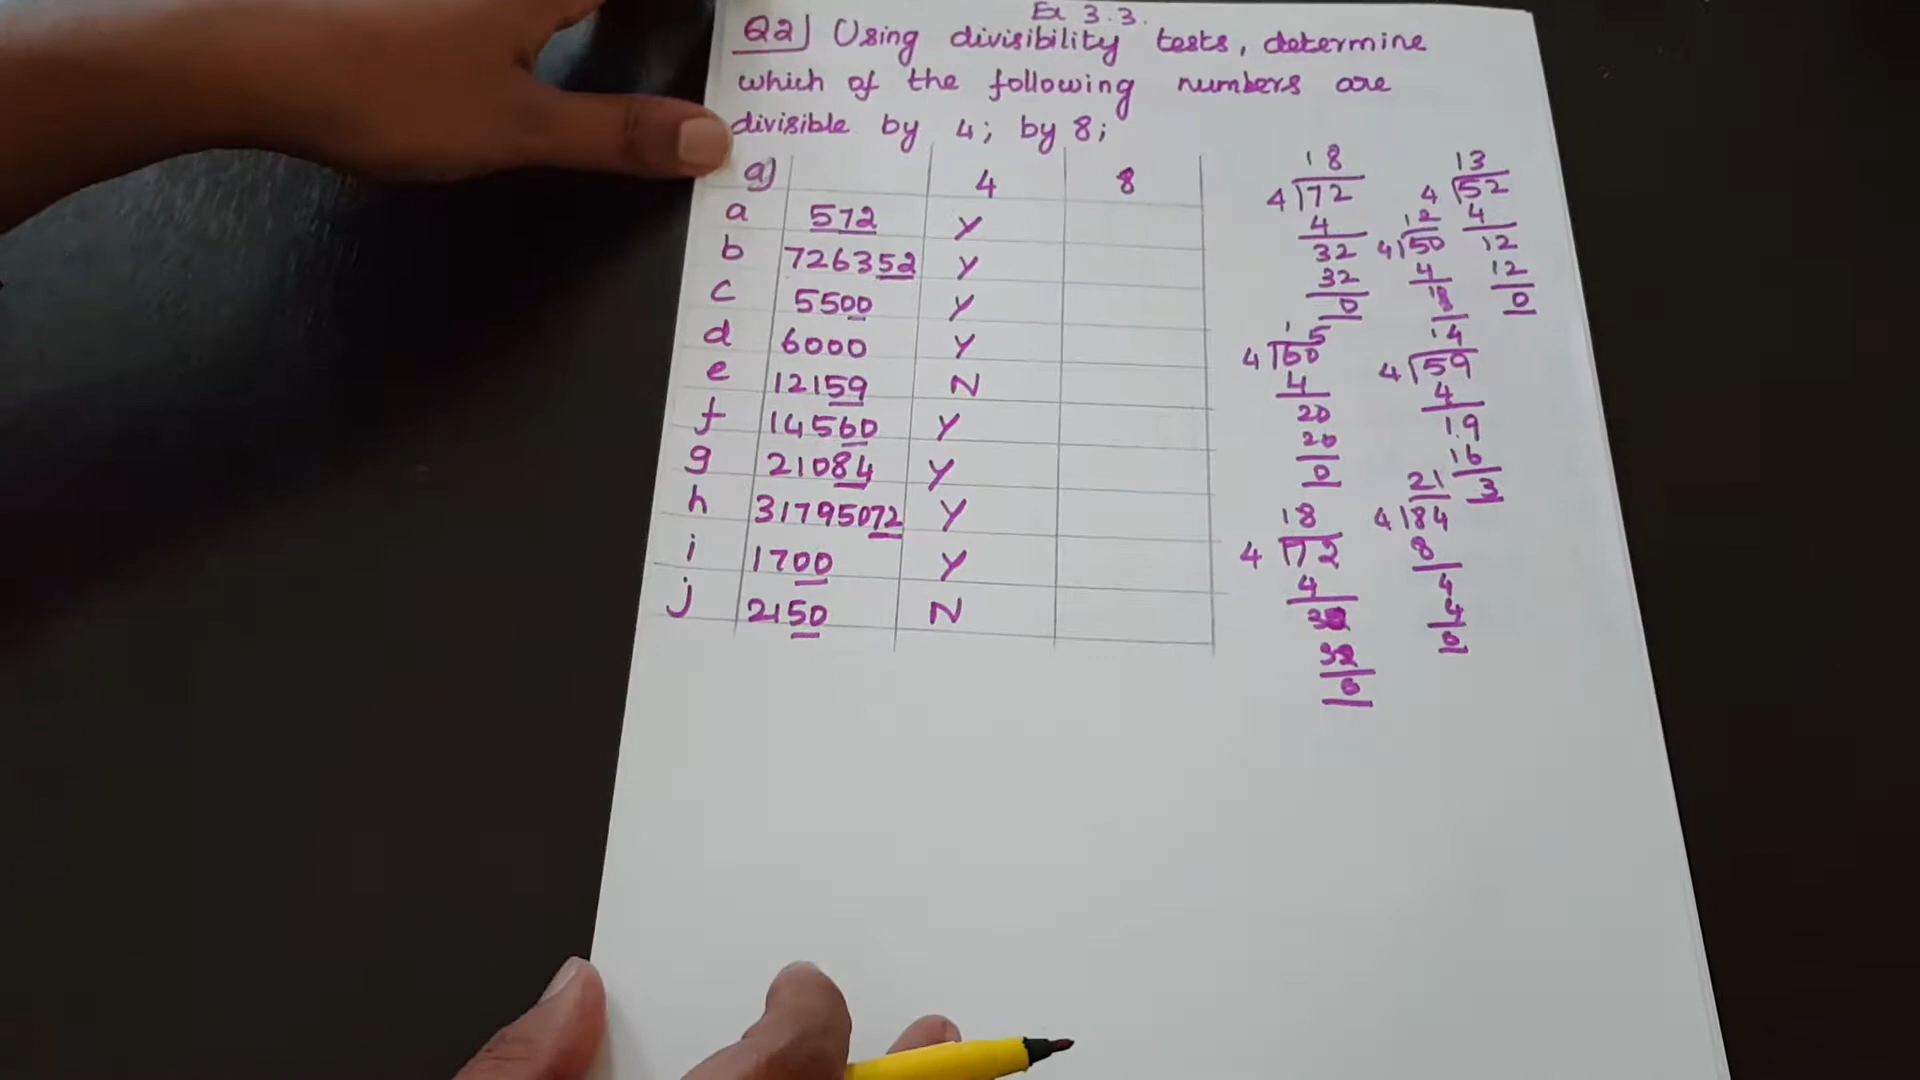 Ex 3.3.
Q2) Using divisibility tests, determine
which of the following numbers are
divisible by 4; by 8;
a) 4 8
a 572 Y
b 726352 Y
c 5500 Y
d 6000 Y
e 12159 N
f 14560 Y
g 21084 Y
h 31795072 Y
i 1700 Y
j 2150 N
18
4 72
4
32
32
0
13
4 52
4
12
12
0
12
4 50
4
15
4 60
4
20
20
0
14
4 59
4
19
16
3
18
4 72
4
32
32
0
21
4 84
8
4
4
0